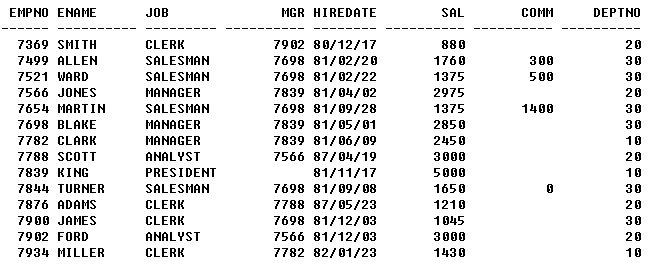 EMPNO ENAME      JOB              MGR HIREDATE        SAL       COMM     DEPTNO
---------- ---------- --------- ---------- -------- ---------- ---------- ----------
7369 SMITH      CLERK           7902 80/12/17        880                    20
7499 ALLEN      SALESMAN        7698 81/02/20       1760        300         30
7521 WARD       SALESMAN        7698 81/02/22       1375        500         30
7566 JONES      MANAGER         7839 81/04/02       2975                    20
7654 MARTIN     SALESMAN        7698 81/09/28       1375       1400         30
7698 BLAKE      MANAGER         7839 81/05/01       2850                    30
7782 CLARK      MANAGER         7839 81/06/09       2450                    10
7788 SCOTT      ANALYST         7566 87/04/19       3000                    20
7839 KING       PRESIDENT            81/11/17       5000                    10
7844 TURNER     SALESMAN        7698 81/09/08       1650          0         30
7876 ADAMS      CLERK           7788 87/05/23       1210                    20
7900 JAMES      CLERK           7698 81/12/03       1045                    30
7902 FORD       ANALYST         7566 81/12/03       3000                    20
7934 MILLER     CLERK           7782 82/01/23       1430                    10